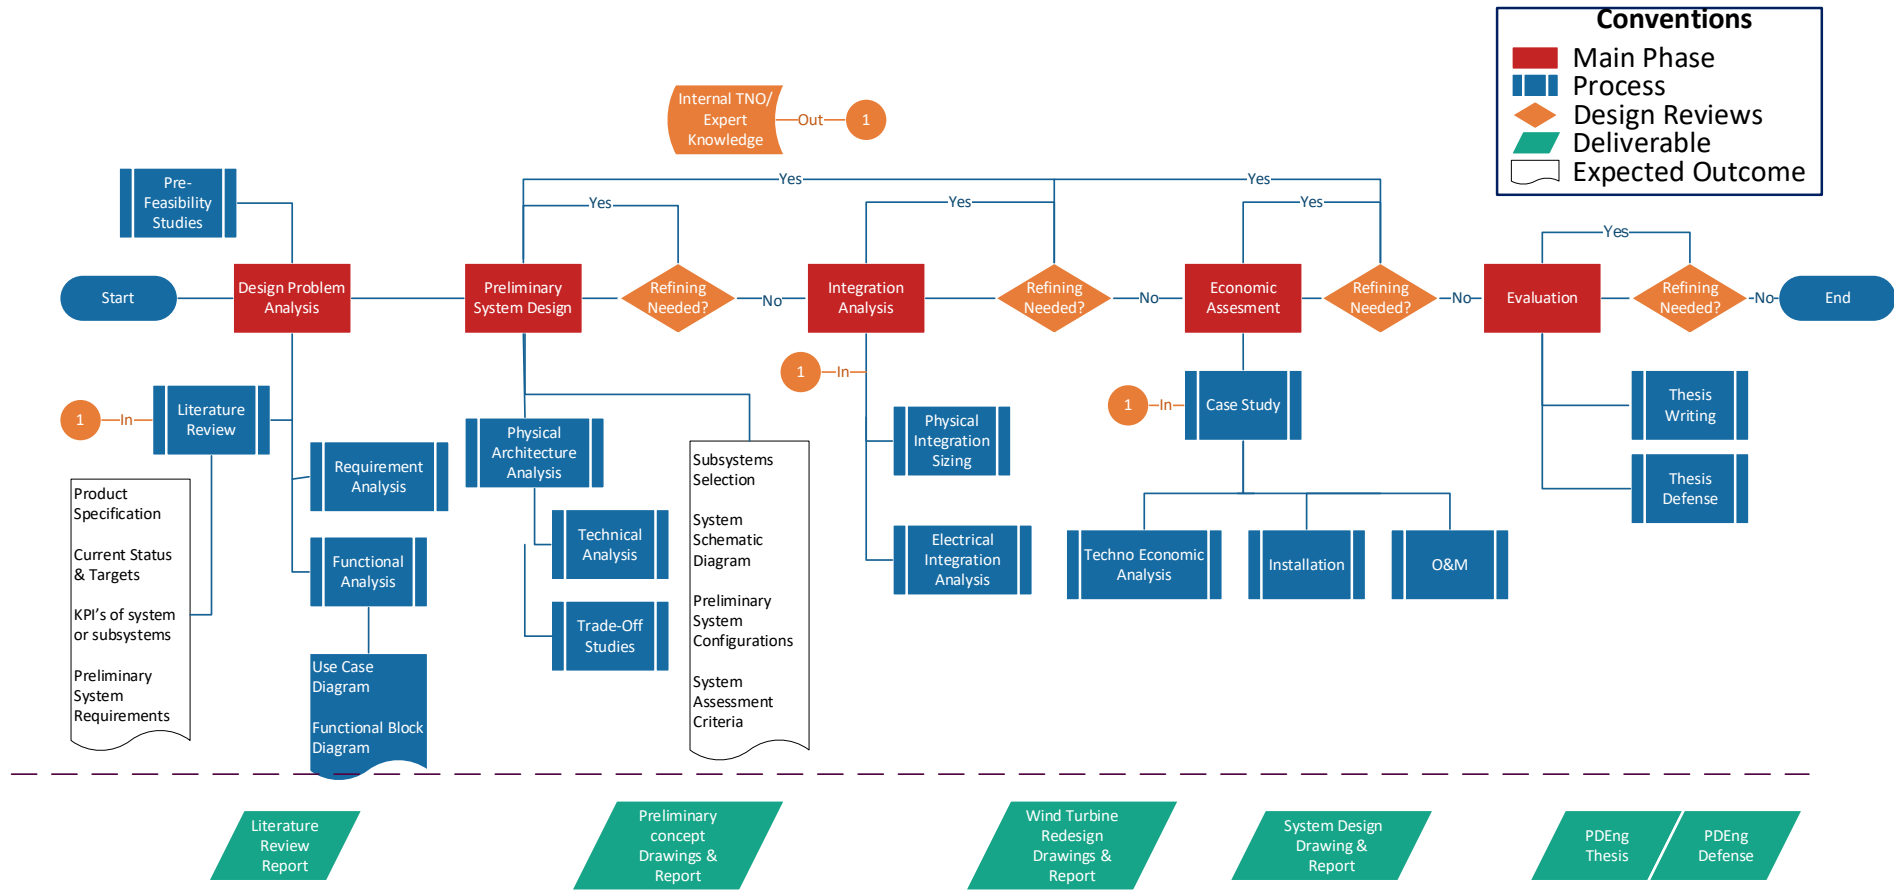 Conventions
Main Phase
Process
Design Reviews
Deliverable
Expected Outcome
Internal TNO/
Expert
Knowledge
Out
1
Pre-
Feasibility
Studies
Yes
Yes
Yes
Yes
Yes
Yes
Start
Design Problem
Analysis
Preliminary
System Design
Refining
Needed?
No
Integration
Analysis
Refining
Needed?
No
Economic
Assesment
Refining
Needed?
No
Evaluation
Refining
Needed?
No
End
1
In
Literature
Review
Requirement
Analysis
Functional
Analysis
Product
Specification
Current Status
& Targets
KPI's of system
or subsystems
Preliminary
System
Requirements
Use Case
Diagram
Functional Block
Diagram
Physical
Architecture
Analysis
Technical
Analysis
Trade-Off
Studies
Subsystems
Selection
System
Schematic
Diagram
Preliminary
System
Configurations
System
Assessment
Criteria
1
In
Physical
Integration
Sizing
Electrical
Integration
Analysis
1
In
Case Study
Techno Economic
Analysis
Installation
O&M
Thesis
Writing
Thesis
Defense
Literature
Review
Report
Preliminary
concept
Drawings &
Report
Wind Turbine
Redesign
Drawings &
Report
System Design
Drawing &
Report
PDEng
Thesis
PDEng
Defense